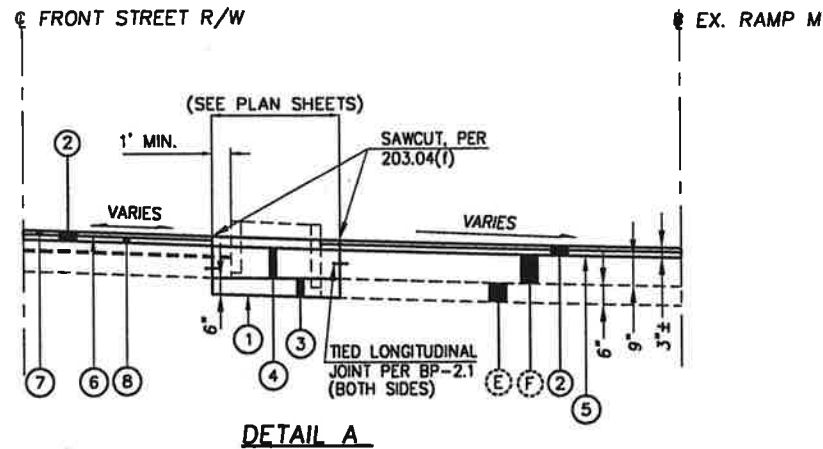 ℄ FRONT STREET R/W
EX. RAMP M
(SEE PLAN SHEETS)
1' MIN.
SAWCUT, PER
203.04(f)
2
VARIES
VARIES
6"
1
3
4
TIED LONGITUDINAL
JOINT PER BP-2.1
(BOTH SIDES)
7
6
8
E
F
2
5
6"
9"
3"±
DETAIL A